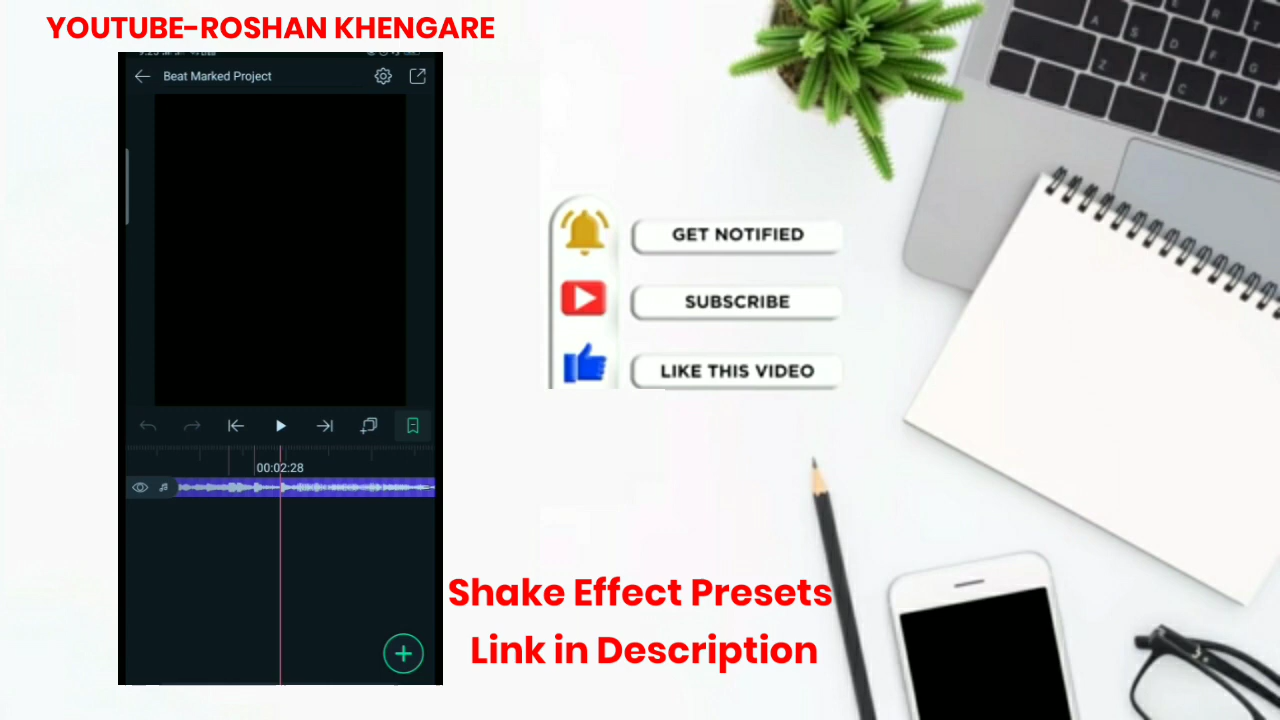 YOUTUBE-ROSHAN KHENGARE
Beat Marked Project
GET NOTIFIED
SUBSCRIBE
LIKE THIS VIDEO
00:02:28
Shake Effect Presets
Link in Description